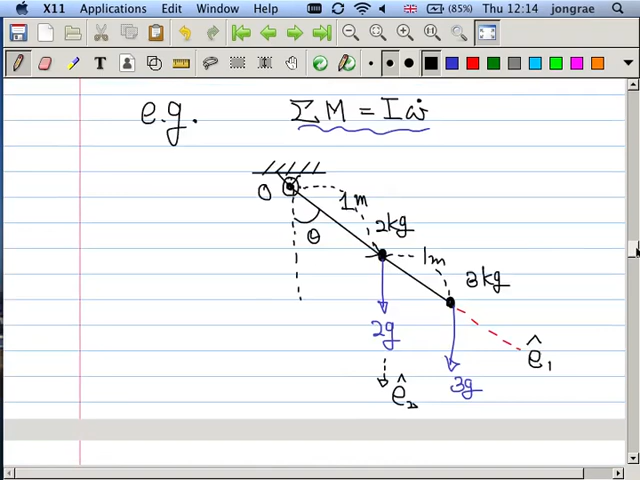 X11 Applications Edit Window Help (85%) Thu 12:14 jongrae
T
e.g. ΣM = Iω̇
O
1m
2kg
θ
1m
3kg
2g
ê₁
3g
ê₂